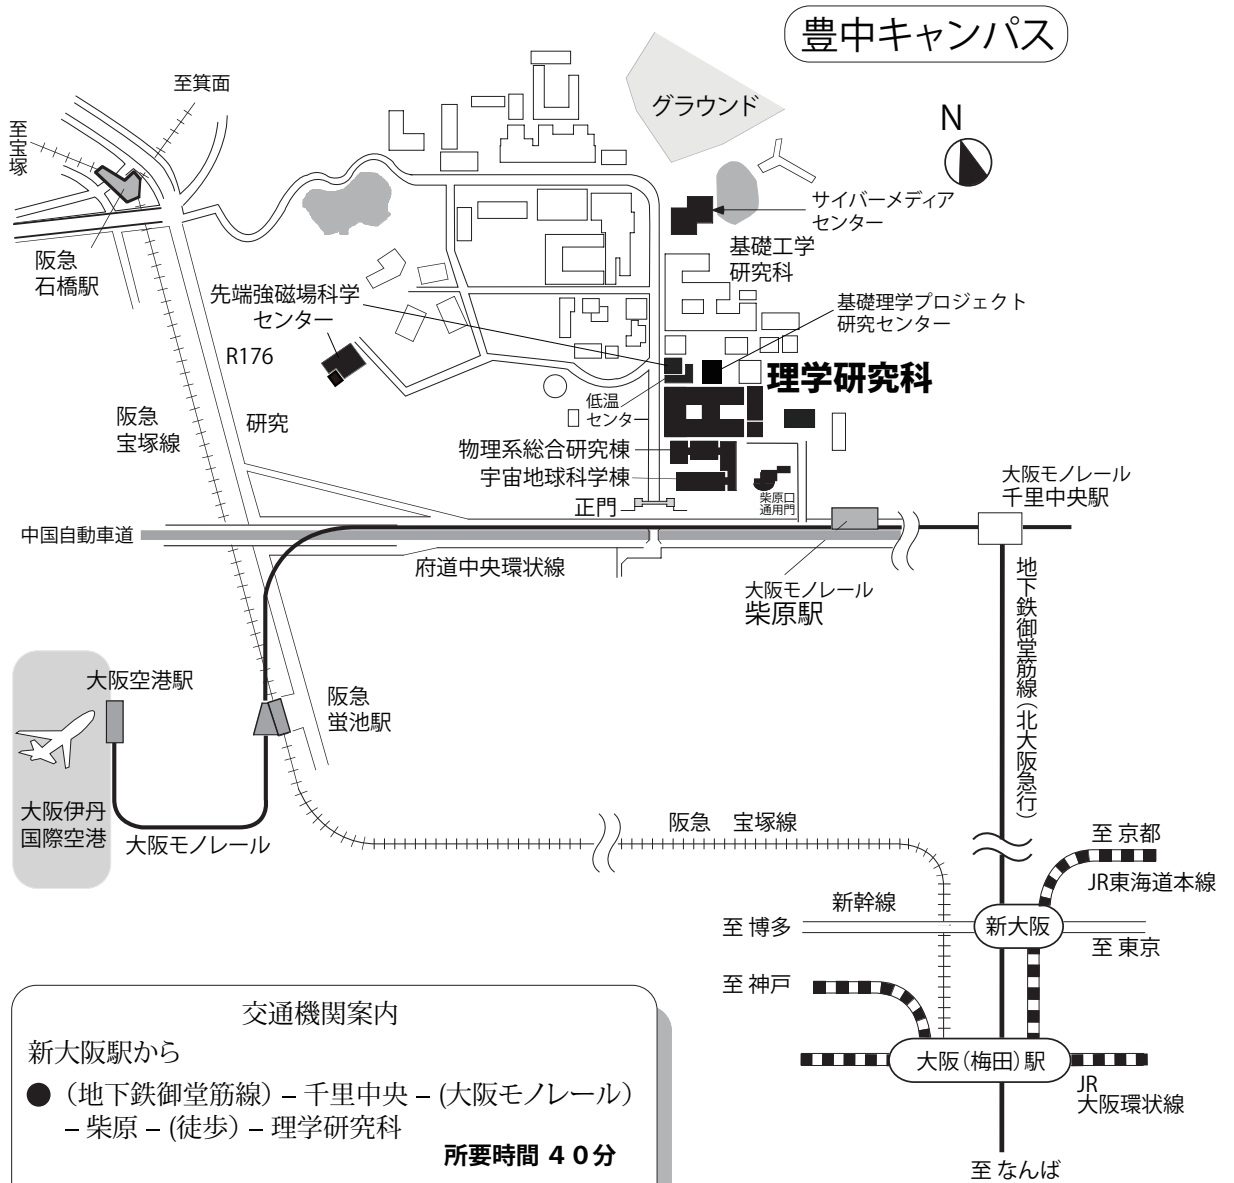 豊中キャンパス
至箕面
至宝塚
グラウンド
N
サイバーメディア
センター
阪急
石橋駅
基礎工学
研究科
先端強磁場科学
センター
基礎理学プロジェクト
研究センター
R176
理学研究科
阪急
宝塚線
研究
低温
センタ
物理系総合研究棟
宇宙地球科学棟
正門
柴原口
通用門
大阪モノレール
千里中央駅
中国自動車道
府道中央環状線
大阪モノレール
柴原駅
地下鉄御堂筋線(北大阪急行)
大阪空港駅
阪急
蛍池駅
大阪伊丹
国際空港
大阪モノレール
阪急 宝塚線
至 京都
JR東海道本線
新幹線
至 博多
新大阪
至 東京
至 神戸
大阪(梅田)駅
JR
大阪環状線
至 なんば
交通機関案内
新大阪駅から
●(地下鉄御堂筋線)– 千里中央 – (大阪モノレール)
– 柴原 – (徒歩) – 理学研究科
所要時間 40分